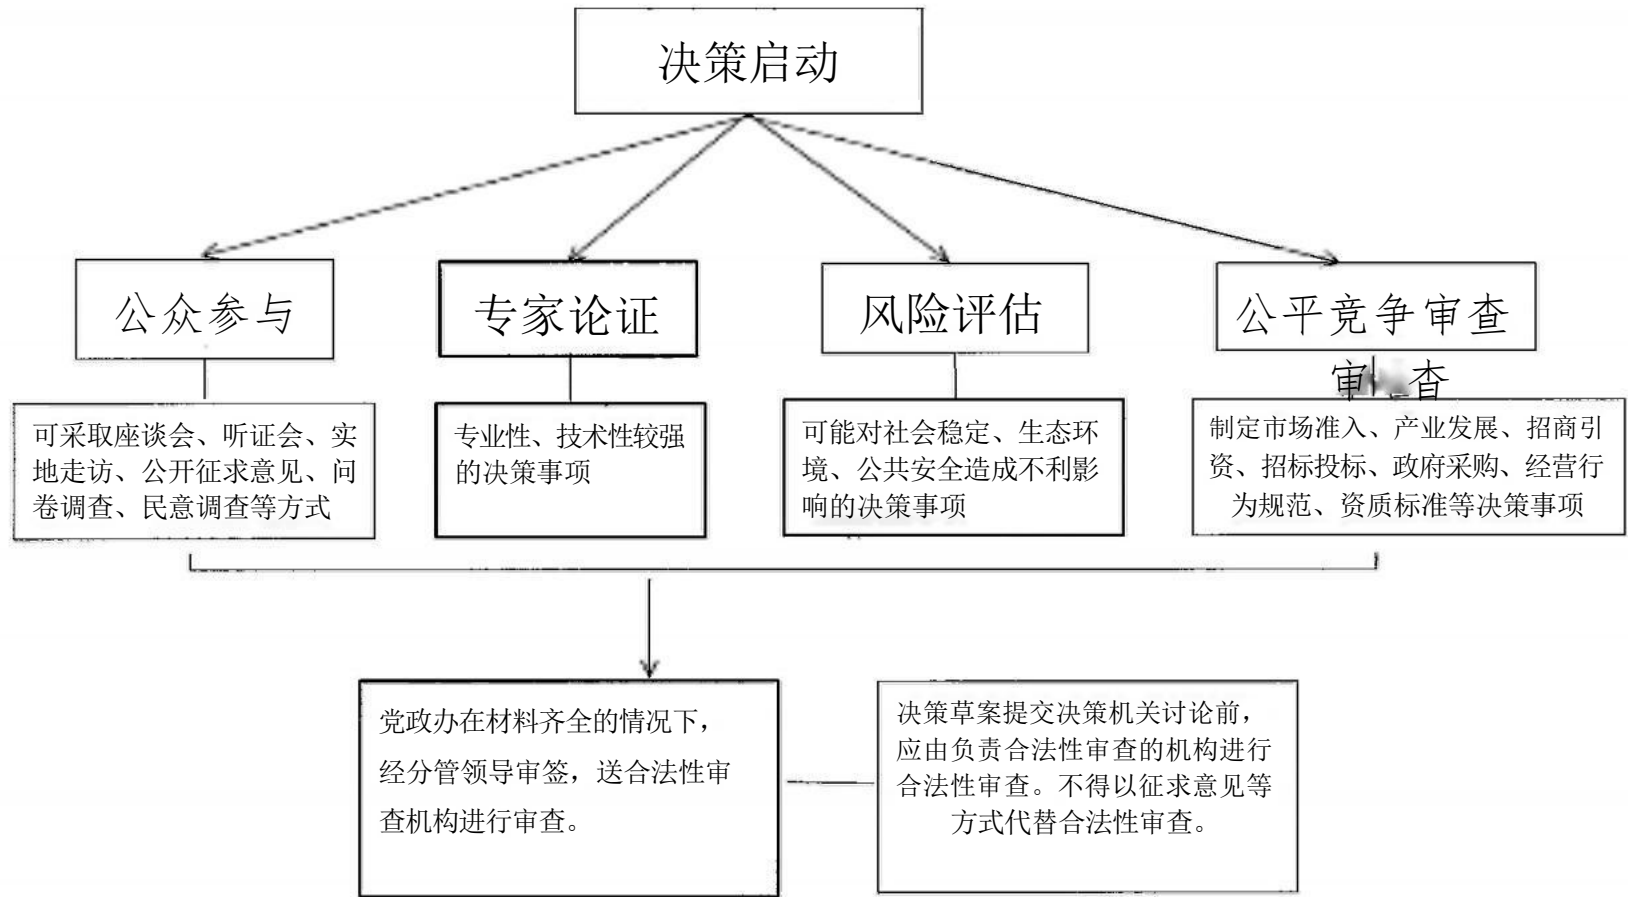 决策启动
公众参与
专家论证
风险评估
公平竞争审查
审查
可采取座谈会、听证会、实
地走访、公开征求意见、问
卷调查、民意调查等方式
专业性、技术性较强
的决策事项
可能对社会稳定、生态环
境、公共安全造成不利影
响的决策事项
制定市场准入、产业发展、招商引
资、招标投标、政府采购、经营行
为规范、资质标准等决策事项
党政办在材料齐全的情况下，
经分管领导审签，送合法性审
查机构进行审查。
决策草案提交决策机关讨论前，
应由负责合法性审查的机构进行
合法性审查。不得以征求意见等
方式代替合法性审查。